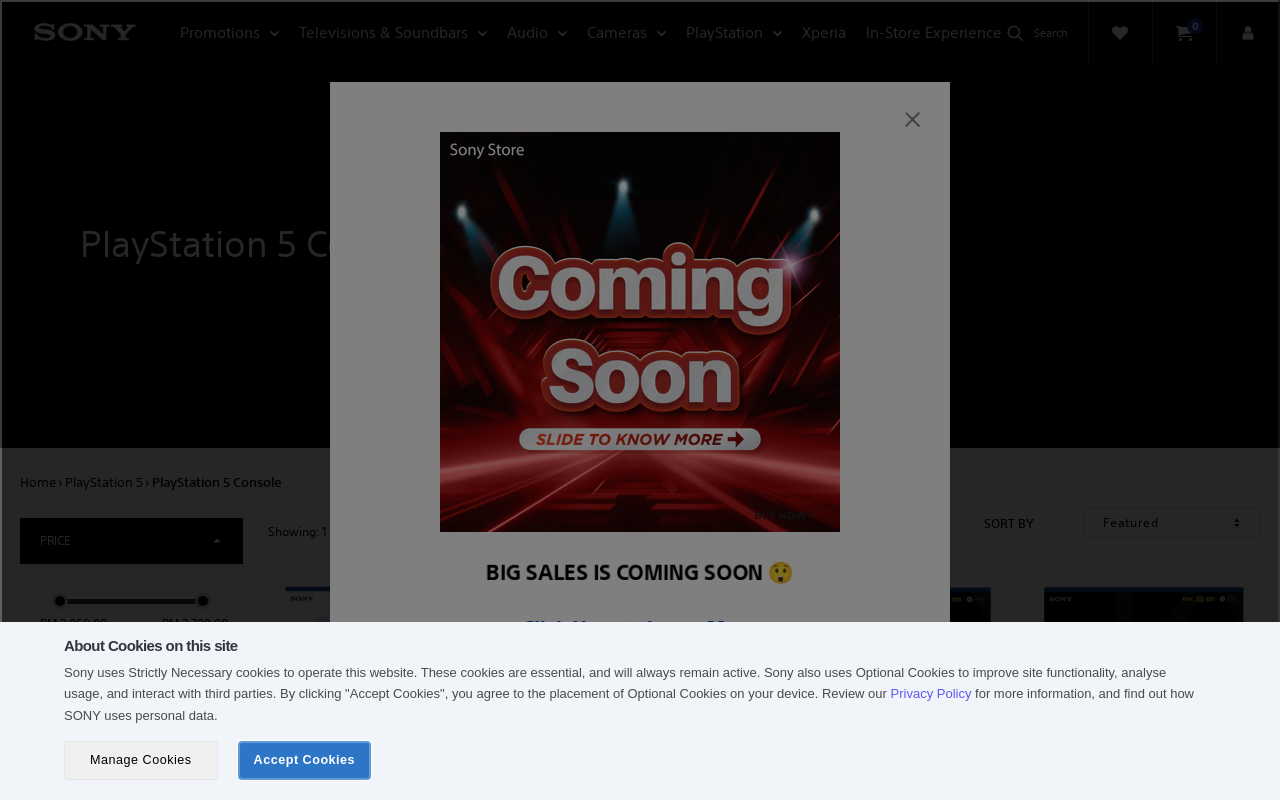 SONY
Promotions
Televisions & Soundbars
Audio
Cameras
PlayStation
Xperia
In-Store Experience
Search
0
Sony Store
PlayStation 5 Co
Coming
Soon
SLIDE TO KNOW MORE
BUY NOW
Home › PlayStation 5 › PlayStation 5 Console
PRICE
Showing: 1
SORT BY
Featured
BIG SALES IS COMING SOON 😲
SONY
SONY
About Cookies on this site
Sony uses Strictly Necessary cookies to operate this website. These cookies are essential, and will always remain active. Sony also uses Optional Cookies to improve site functionality, analyse
usage, and interact with third parties. By clicking "Accept Cookies", you agree to the placement of Optional Cookies on your device. Review our Privacy Policy for more information, and find out how
SONY uses personal data.
Manage Cookies
Accept Cookies